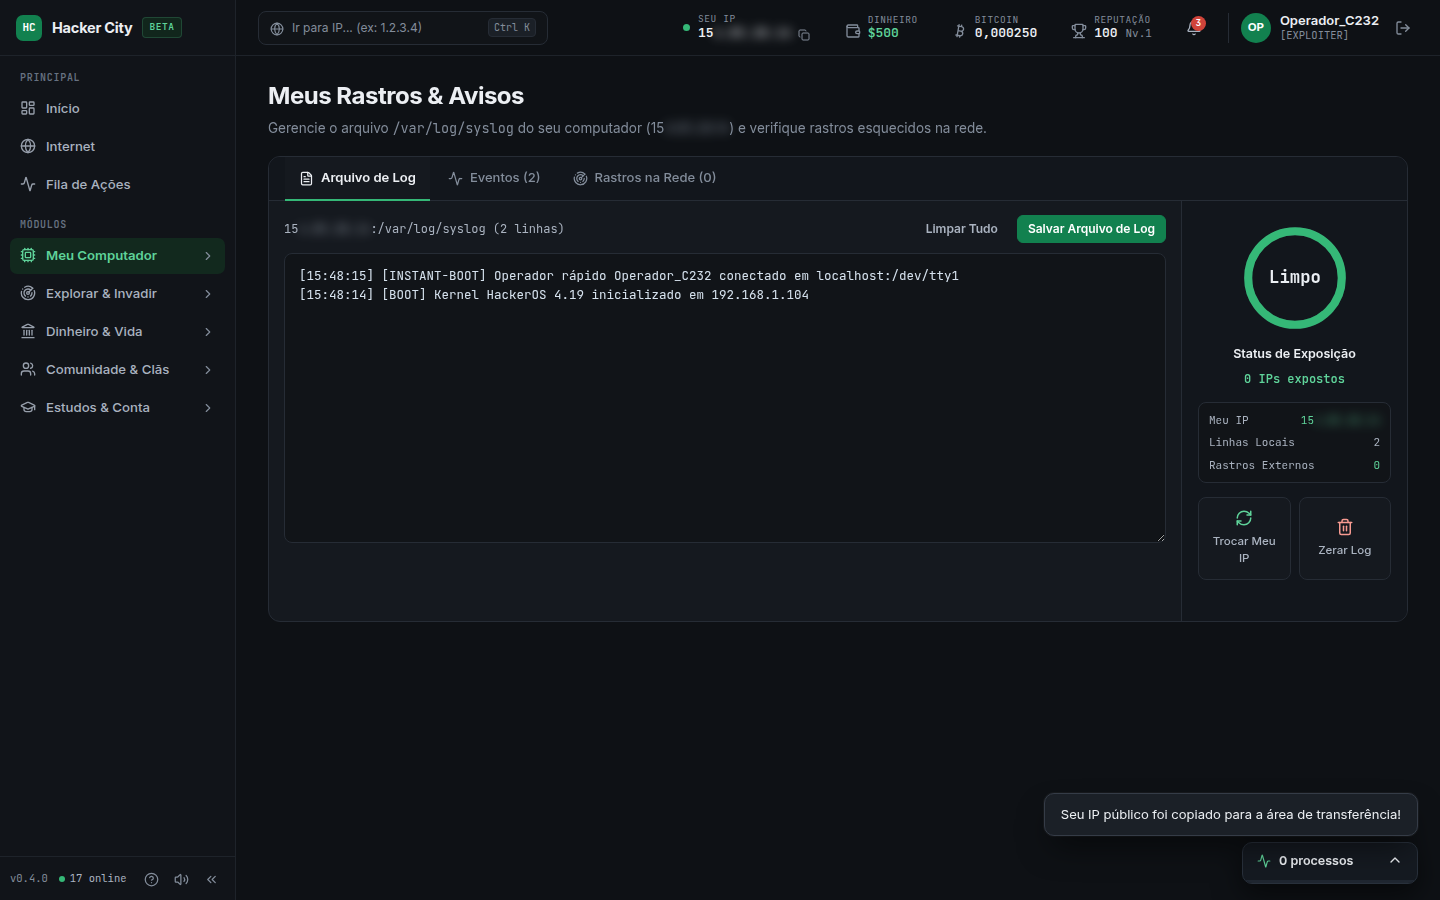 HC Hacker City BETA
Ir para IP... (ex: 1.2.3.4) Ctrl K
SEU IP
15
DINHEIRO
$500
BITCOIN
0,000250
REPUTAÇÃO
100 Nv.1
3
OP
Operador_C232
[EXPLOITER]
PRINCIPAL
Início
Internet
Fila de Ações
MÓDULOS
Meu Computador
Explorar & Invadir
Dinheiro & Vida
Comunidade & Clãs
Estudos & Conta
Meus Rastros & Avisos
Gerencie o arquivo /var/log/syslog do seu computador (15 ) e verifique rastros esquecidos na rede.
Arquivo de Log
Eventos (2)
Rastros na Rede (0)
15 :/var/log/syslog (2 linhas)
Limpar Tudo
Salvar Arquivo de Log
[15:48:15] [INSTANT-BOOT] Operador rápido Operador_C232 conectado em localhost:/dev/tty1
[15:48:14] [BOOT] Kernel HackerOS 4.19 inicializado em 192.168.1.104
Limpo
Status de Exposição
0 IPs expostos
Meu IP 15
Linhas Locais 2
Rastros Externos 0
Trocar Meu
IP
Zerar Log
Seu IP público foi copiado para a área de transferência!
0 processos
v0.4.0 17 online